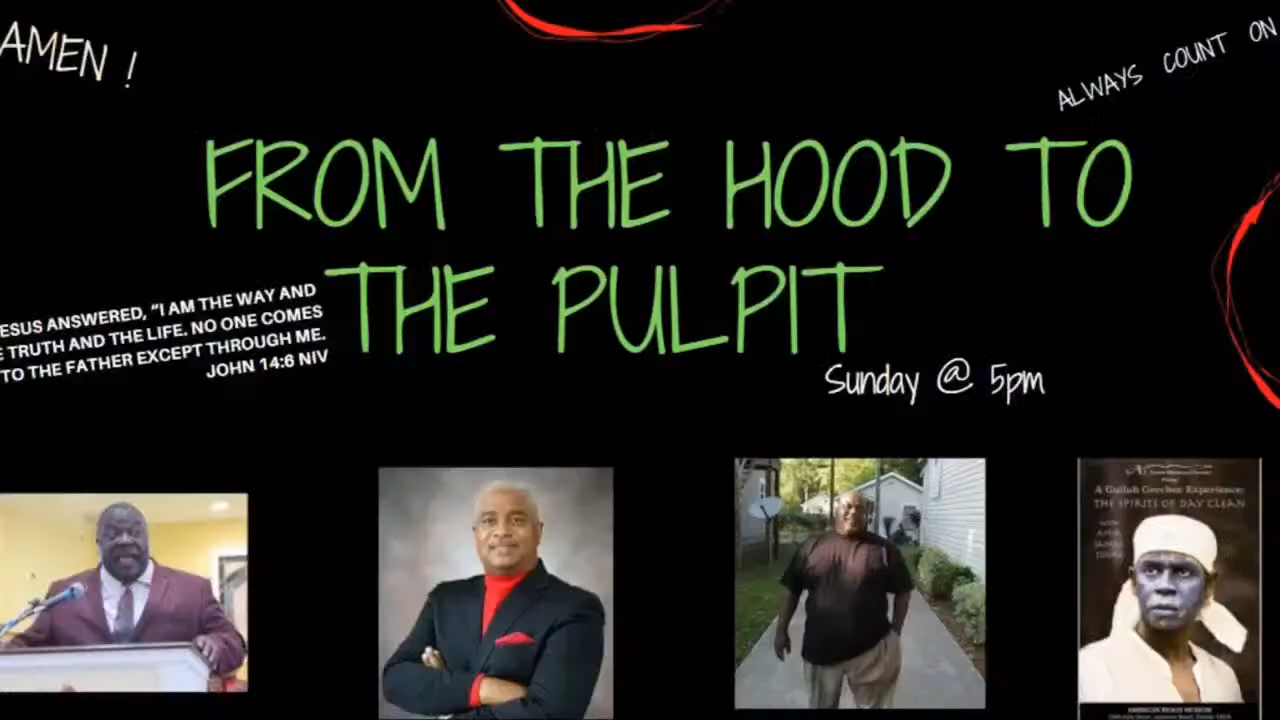 AMEN !
ALWAYS COUNT ON
FROM THE HOOD TO
THE PULPIT
ESUS ANSWERED, “I AM THE WAY AND
E TRUTH AND THE LIFE. NO ONE COMES
TO THE FATHER EXCEPT THROUGH ME.
JOHN 14:6 NIV
Sunday @ 5pm
A Gullah Geechee Experience:
THE SPIRITS OF DAY CLEAN
WITH